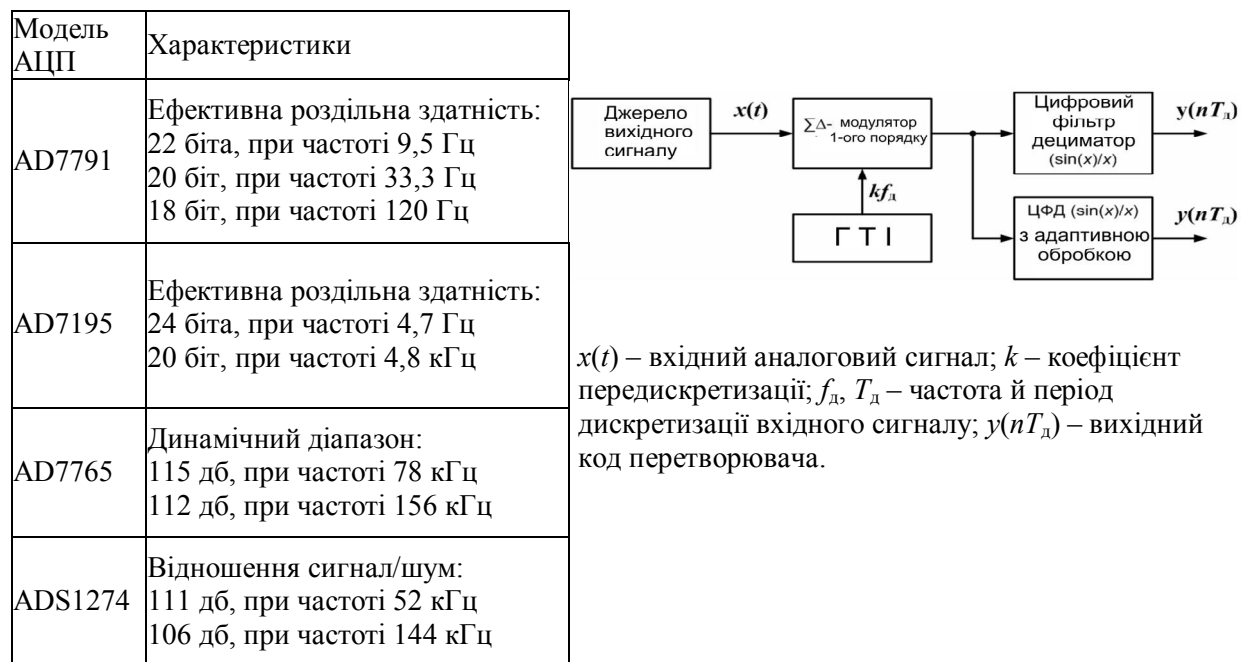 Модель
АЦП
Характеристики
AD7791
Ефективна роздільна здатність:
22 біта, при частоті 9,5 Гц
20 біт, при частоті 33,3 Гц
18 біт, при частоті 120 Гц
AD7195
Ефективна роздільна здатність:
24 біта, при частоті 4,7 Гц
20 біт, при частоті 4,8 кГц
AD7765
Динамічний діапазон:
115 дб, при частоті 78 кГц
112 дб, при частоті 156 кГц
ADS1274
Відношення сигнал/шум:
111 дб, при частоті 52 кГц
106 дб, при частоті 144 кГц
Джерело
вихідного
сигналу
x(t)
∑Δ- модулятор
1-ого порядку
kfд
Г Т І
Цифровий
фільтр
дециматор
(sin(x)/x)
y(nTд)
ЦФД (sin(x)/x)
з адаптивною
обробкою
y(nTд)
x(t) – вхідний аналоговий сигнал; k – коефіцієнт
передискретизації; fд, Tд – частота й період
дискретизації вхідного сигналу; y(nTд) – вихідний
код перетворювача.